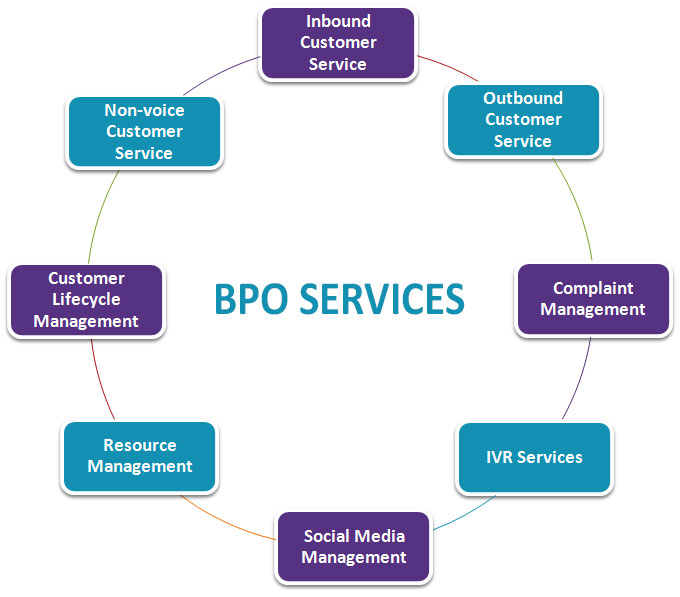 Inbound
Customer
Service
Outbound
Customer
Service
Complaint
Management
IVR Services
Social Media
Management
Resource
Management
Customer
Lifecycle
Management
Non-voice
Customer
Service
BPO SERVICES